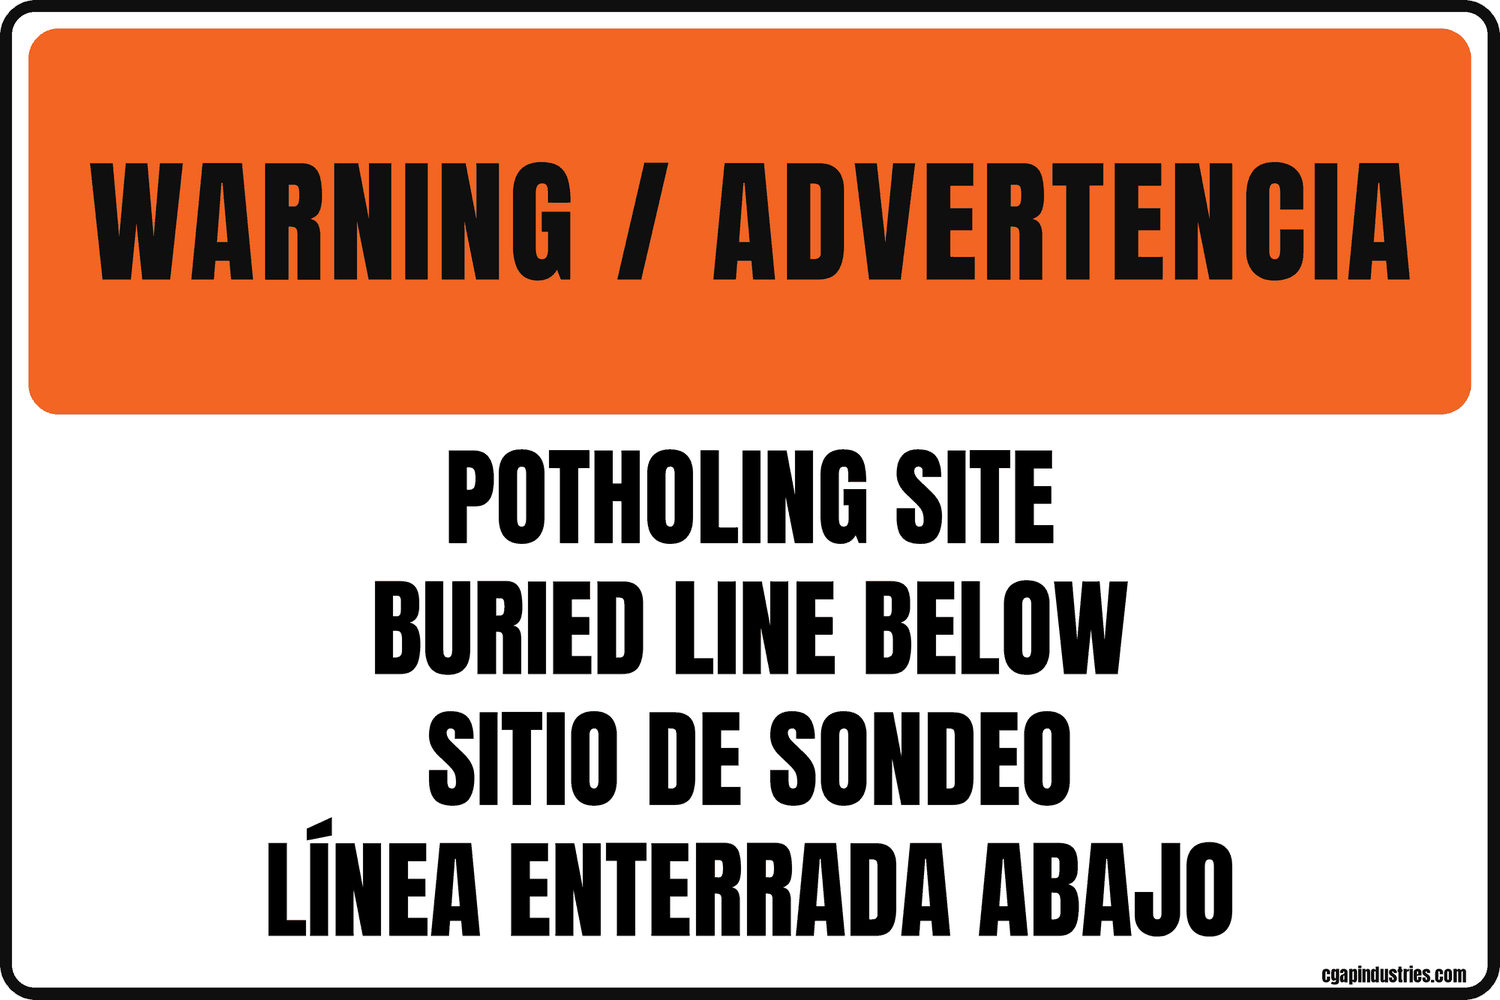 WARNING / ADVERTENCIA
POTHOLING SITE
BURIED LINE BELOW
SITIO DE SONDEO
LÍNEA ENTERRADA ABAJO
cgapindustries.com